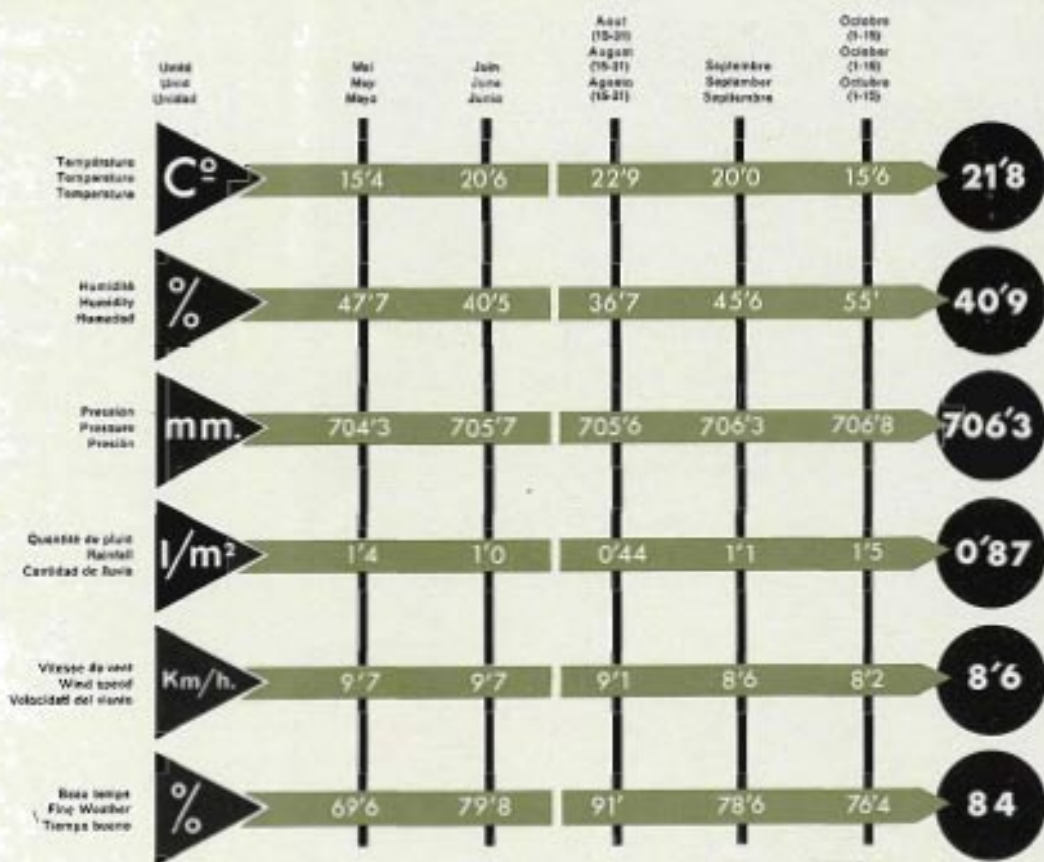 Août
(15-31)
August
(15-31)
Agosto
(15-31)
Octobre
(1-15)
October
(1-15)
Octubre
(1-15)
Unité
Unid
Unidad
Mai
May
Mayo
Juin
June
Junio
Septembre
September
Septiembre
Température
Temperature
Temperatura
Cº
15'4 20'6 22'9 20'0 15'6
21'8
Humidité
Humidity
Humedad
%
47'7 40'5 36'7 45'6 55'
40'9
Pression
Pressure
Presión
mm.
704'3 705'7 705'6 706'3 706'8
706'3
Quantité de pluie
Rainfall
Cantidad de lluvia
l/m²
1'4 1'0 0'44 1'1 1'5
0'87
Vitesse du vent
Wind speed
Velocidad del viento
Km/h.
9'7 9'7 9'1 8'6 8'2
8'6
Beau temps
Fine Weather
Tiempo bueno
%
69'6 79'8 91' 78'6 76'4
84